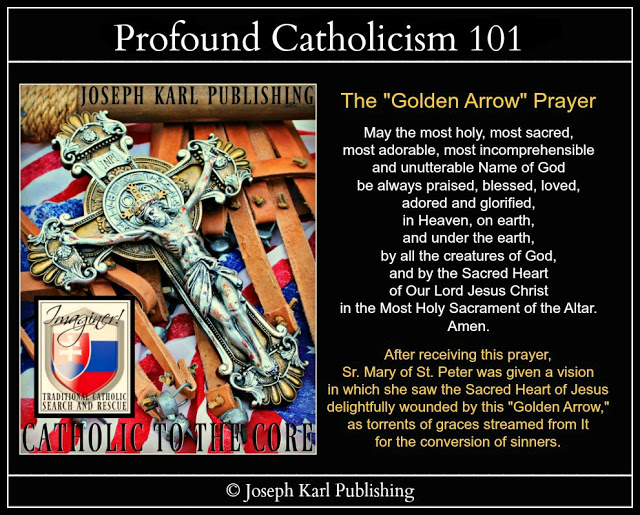 Profound Catholicism 101
JOSEPH KARL PUBLISHING
INRI
Imaginer!
TRADITIONAL CATHOLIC
SEARCH AND RESCUE
CATHOLIC TO THE CORE
The "Golden Arrow" Prayer
May the most holy, most sacred,
most adorable, most incomprehensible
and unutterable Name of God
be always praised, blessed, loved,
adored and glorified,
in Heaven, on earth,
and under the earth,
by all the creatures of God,
and by the Sacred Heart
of Our Lord Jesus Christ
in the Most Holy Sacrament of the Altar.
Amen.
After receiving this prayer,
Sr. Mary of St. Peter was given a vision
in which she saw the Sacred Heart of Jesus
delightfully wounded by this "Golden Arrow,"
as torrents of graces streamed from It
for the conversion of sinners.
© Joseph Karl Publishing